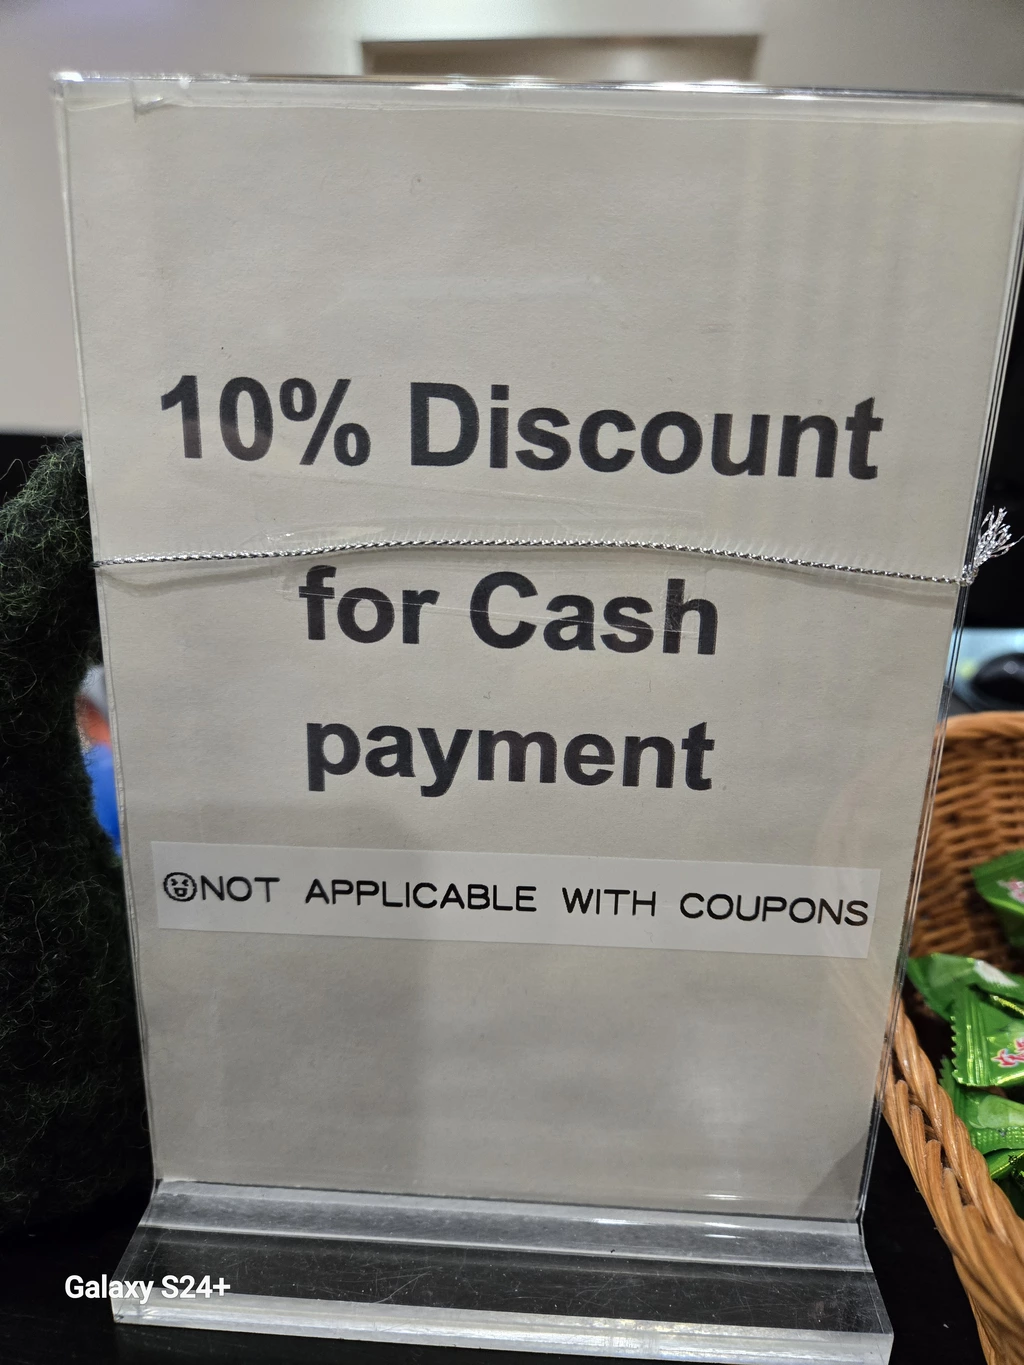 10% Discount
for Cash
payment
😝NOT APPLICABLE WITH COUPONS
Galaxy S24+